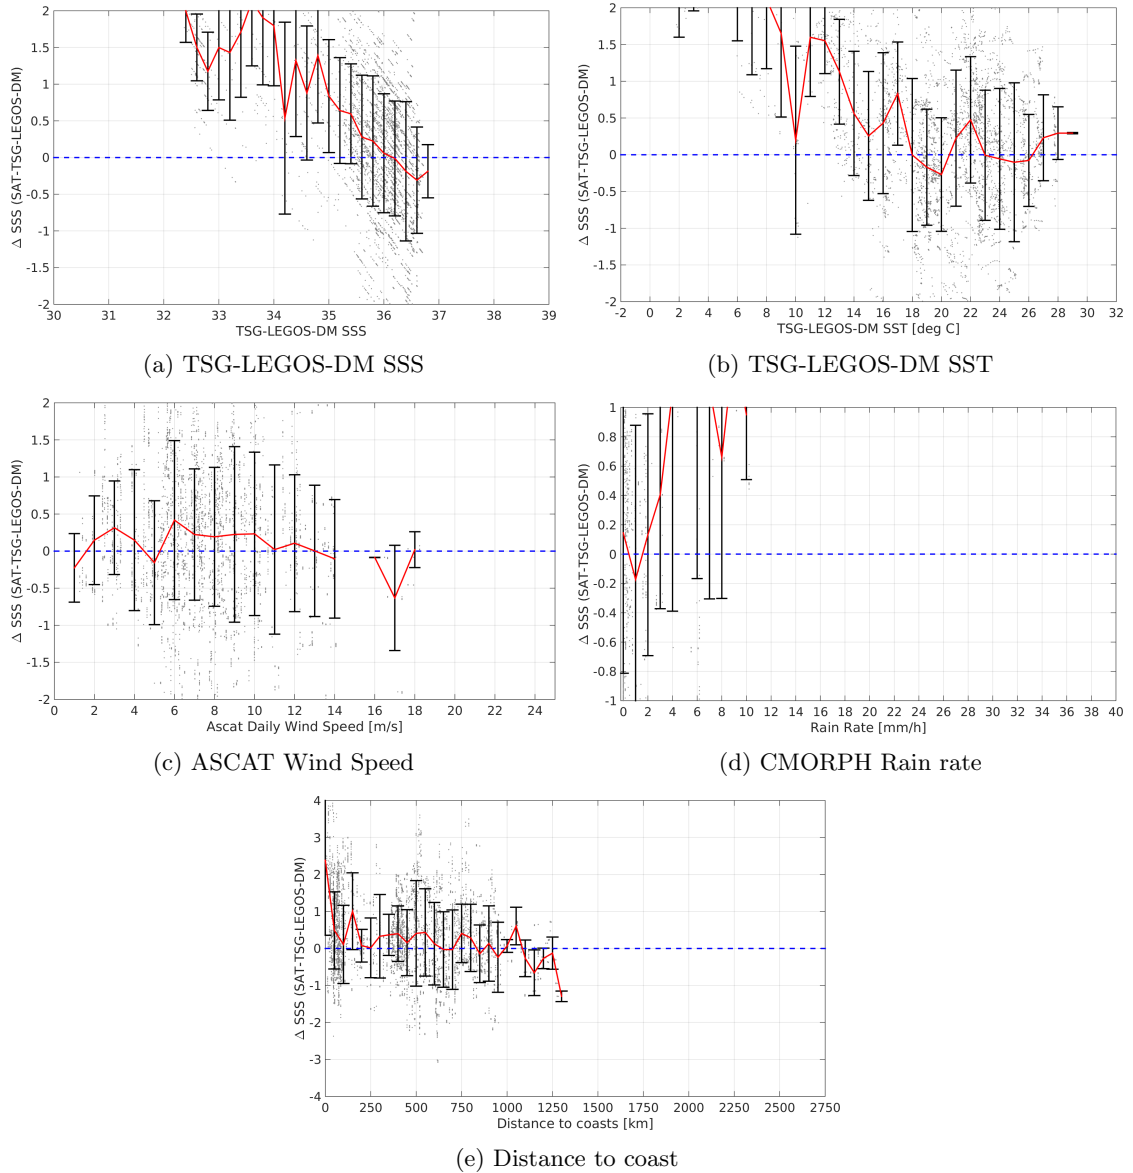 2
1.5
1
0.5
0
-0.5
-1
-1.5
-2
Δ SSS (SAT-TSG-LEGOS-DM)
30 31 32 33 34 35 36 37 38 39
TSG-LEGOS-DM SSS
(a) TSG-LEGOS-DM SSS
2
1.5
1
0.5
0
-0.5
-1
-1.5
-2
Δ SSS (SAT-TSG-LEGOS-DM)
-2 0 2 4 6 8 10 12 14 16 18 20 22 24 26 28 30 32
TSG-LEGOS-DM SST [deg C]
(b) TSG-LEGOS-DM SST
2
1.5
1
0.5
0
-0.5
-1
-1.5
-2
Δ SSS (SAT-TSG-LEGOS-DM)
0 2 4 6 8 10 12 14 16 18 20 22 24
Ascat Daily Wind Speed [m/s]
(c) ASCAT Wind Speed
1
0.8
0.6
0.4
0.2
0
-0.2
-0.4
-0.6
-0.8
-1
Δ SSS (SAT-TSG-LEGOS-DM)
0 2 4 6 8 10 12 14 16 18 20 22 24 26 28 30 32 34 36 38 40
Rain Rate [mm/h]
(d) CMORPH Rain rate
4
3
2
1
0
-1
-2
-3
-4
Δ SSS (SAT-TSG-LEGOS-DM)
0 250 500 750 1000 1250 1500 1750 2000 2250 2500 2750
Distance to coasts [km]
(e) Distance to coast